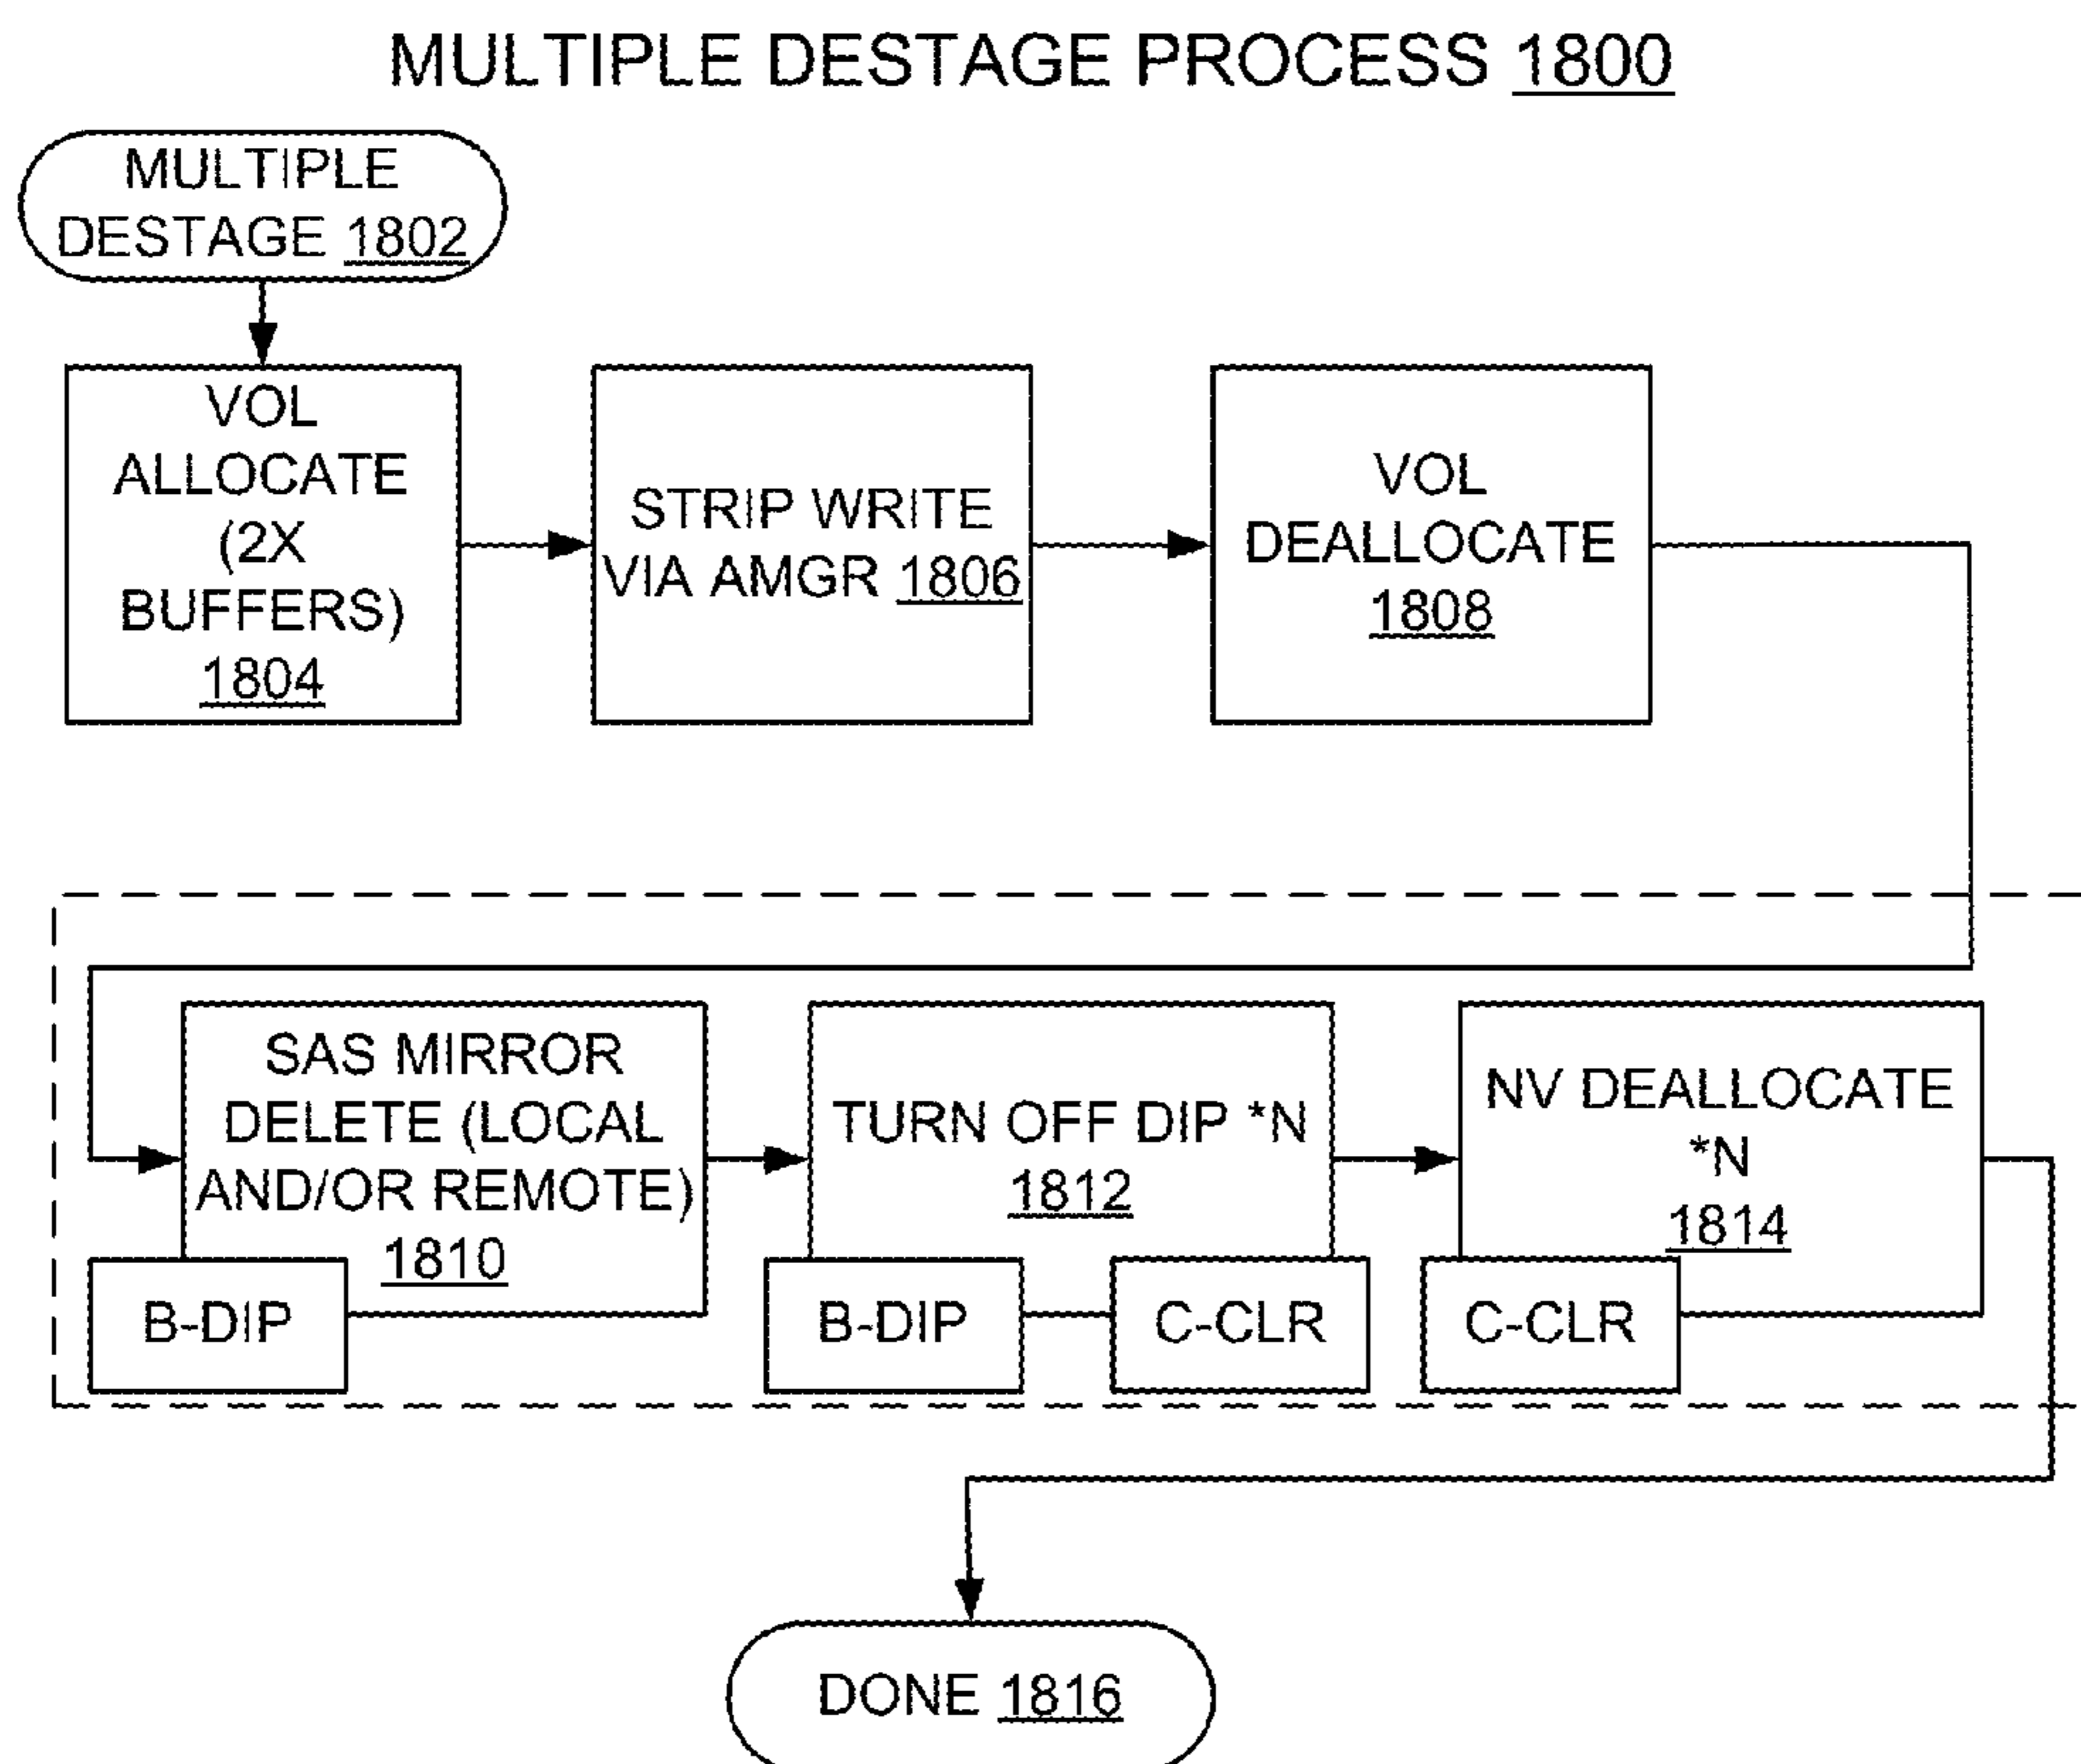 MULTIPLE DESTAGE PROCESS 1800
MULTIPLE
DESTAGE 1802
VOL
ALLOCATE
(2X
BUFFERS)
1804
STRIP WRITE
VIA AMGR 1806
VOL
DEALLOCATE
1808
SAS MIRROR
DELETE (LOCAL
AND/OR REMOTE)
1810
B-DIP
TURN OFF DIP *N
1812
B-DIP
C-CLR
NV DEALLOCATE
*N
1814
C-CLR
DONE 1816